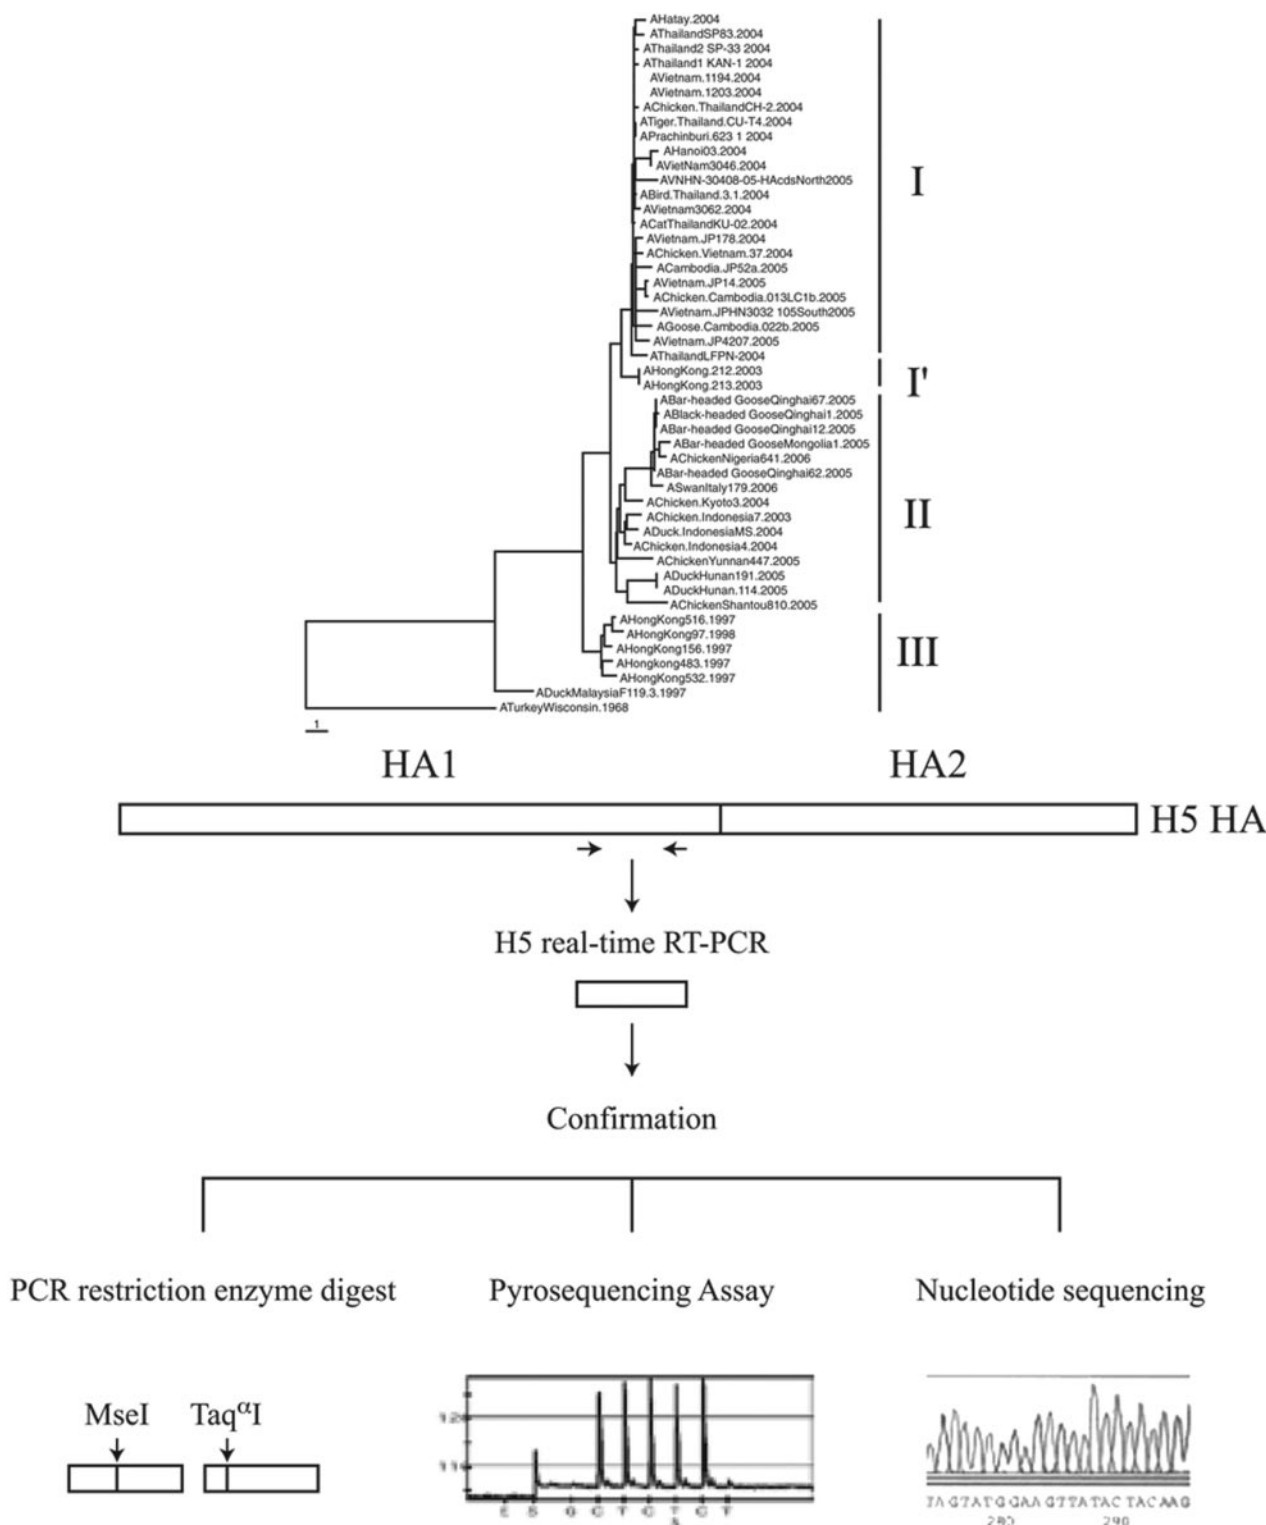 AHatay.2004
AThailandSP83.2004
AThailand2 SP-33 2004
AThailand1 KAN-1 2004
AVietnam.1194.2004
AVietnam.1203.2004
AChicken.ThailandCH-2.2004
ATiger.Thailand.CU-T4.2004
APrachinburi.623 1 2004
AHanoi03.2004
AVietNam3046.2004
AVNHN-30408-05-HAcdsNorth2005
ABird.Thailand.3.1.2004
AVietnam3062.2004
ACatThailandKU-02.2004
AVietnam.JP178.2004
AChicken.Vietnam.37.2004
ACambodia.JP52a.2005
AVietnam.JP14.2005
AChicken.Cambodia.013LC1b.2005
AVietnam.JPHN3032 105South2005
AGoose.Cambodia.022b.2005
AVietnam.JP4207.2005
AThailandLFPN-2004
I
AHongKong.212.2003
AHongKong.213.2003
I'
ABar-headed GooseQinghai67.2005
ABlack-headed GooseQinghai1.2005
ABar-headed GooseQinghai12.2005
ABar-headed GooseMongolia1.2005
AChickenNigeria641.2006
ABar-headed GooseQinghai62.2005
ASwanItaly179.2006
AChicken.Kyoto3.2004
AChicken.Indonesia7.2003
ADuck.IndonesiaMS.2004
AChicken.Indonesia4.2004
AChickenYunnan447.2005
ADuckHunan191.2005
ADuckHunan.114.2005
AChickenShantou810.2005
II
AHongKong516.1997
AHongKong97.1998
AHongKong156.1997
AHongkong483.1997
AHongKong532.1997
ADuckMalaysiaF119.3.1997
ATurkeyWisconsin.1968
III
1
HA1 HA2
H5 HA
H5 real-time RT-PCR
Confirmation
PCR restriction enzyme digest
Pyrosequencing Assay
Nucleotide sequencing
MseI TaqᵅI
E S G C T G T C T
TAGTATGGAAGTTATACTACAAG
280 290